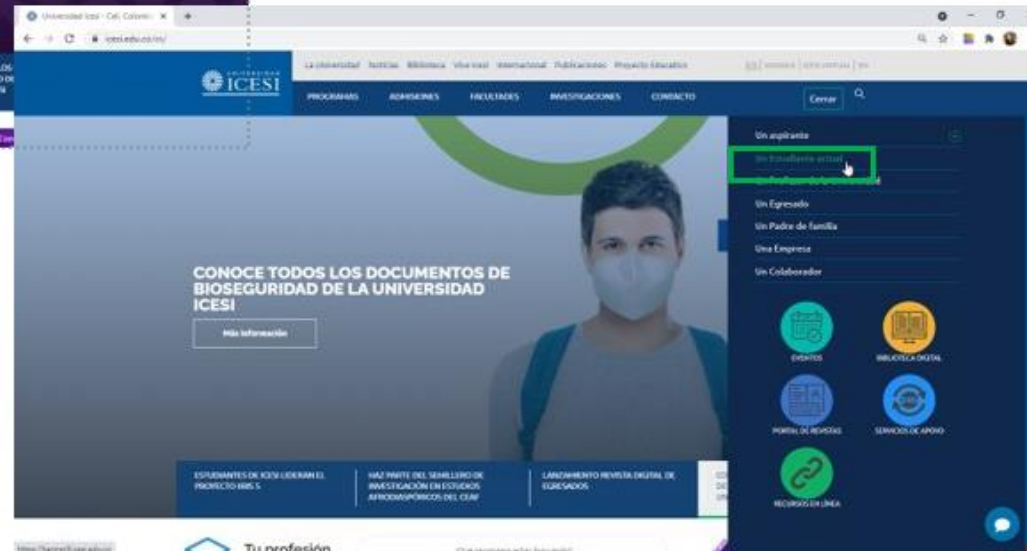 Universidad Icesi - Cali, Colomb
icesi.edu.co/es/
La Universidad Noticias Biblioteca Vive Icesi Internacional Publicaciones Proyecto Educativo
UNIVERSIDAD
ICESI
PROGRAMAS ADMISIONES FACULTADES INVESTIGACIONES CONTACTO
Cerrar
Un aspirante
Un Estudiante actual
Un Egresado
Un Padre de familia
Una Empresa
Un Colaborador
CONOCE TODOS LOS DOCUMENTOS DE
BIOSEGURIDAD DE LA UNIVERSIDAD
ICESI
Más información
EVENTOS
BIBLIOTECA DIGITAL
PORTAL DE REVISTAS
SERVICIOS DE APOYO
RECURSOS EN LÍNEA
ESTUDIANTES DE ICESI LIDERAN EL
PROYECTO ERIS 5
HAZ PARTE DEL SEMILLERO DE
INVESTIGACIÓN EN ESTUDIOS
AFRODIASPÓRICOS DEL CEAF
LANZAMIENTO REVISTA DIGITAL DE
EGRESADOS
Tu profesión